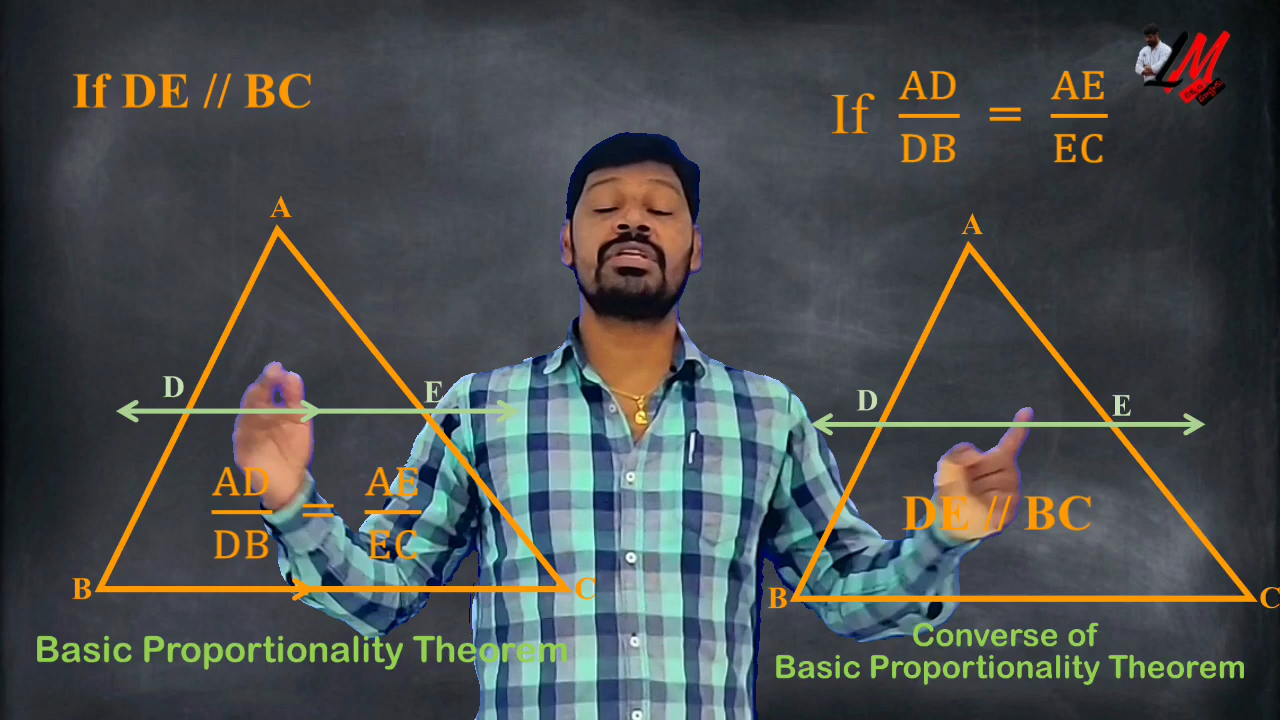 If DE // BC
A
D
E
AD/DB = AE/EC
B
C
Basic Proportionality Theorem
If AD/DB = AE/EC
LM
A
D
E
DE // BC
B
C
Converse of
Basic Proportionality Theorem